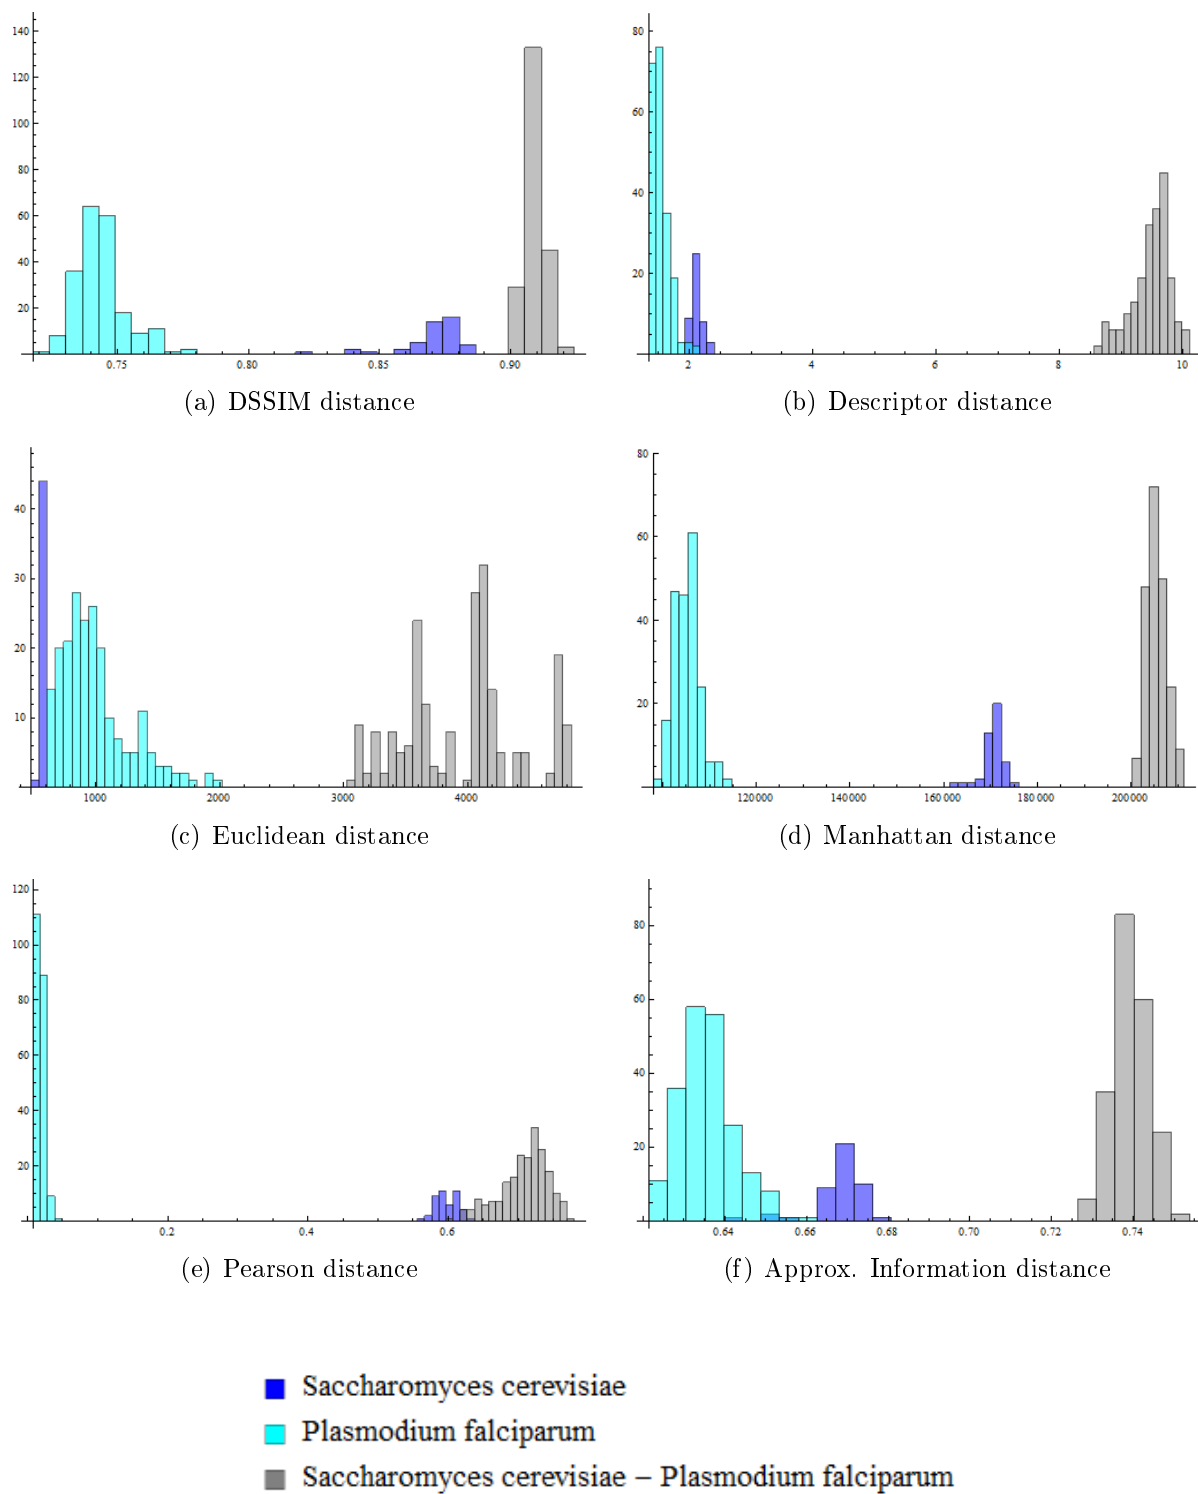 140
120
100
80
60
40
20
0.75 0.80 0.85 0.90
(a) DSSIM distance
80
60
40
20
2 4 6 8 10
(b) Descriptor distance
40
30
20
10
1000 2000 3000 4000
(c) Euclidean distance
80
60
40
20
120000 140000 160000 180000 200000
(d) Manhattan distance
120
100
80
60
40
20
0.2 0.4 0.6
(e) Pearson distance
80
60
40
20
0.64 0.66 0.68 0.70 0.72 0.74
(f) Approx. Information distance
Saccharomyces cerevisiae
Plasmodium falciparum
Saccharomyces cerevisiae – Plasmodium falciparum